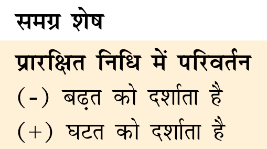 समग्र शेष
प्रारक्षित निधि में परिवर्तन
(-) बढ़त को दर्शाता है
(+) घटत को दर्शाता है